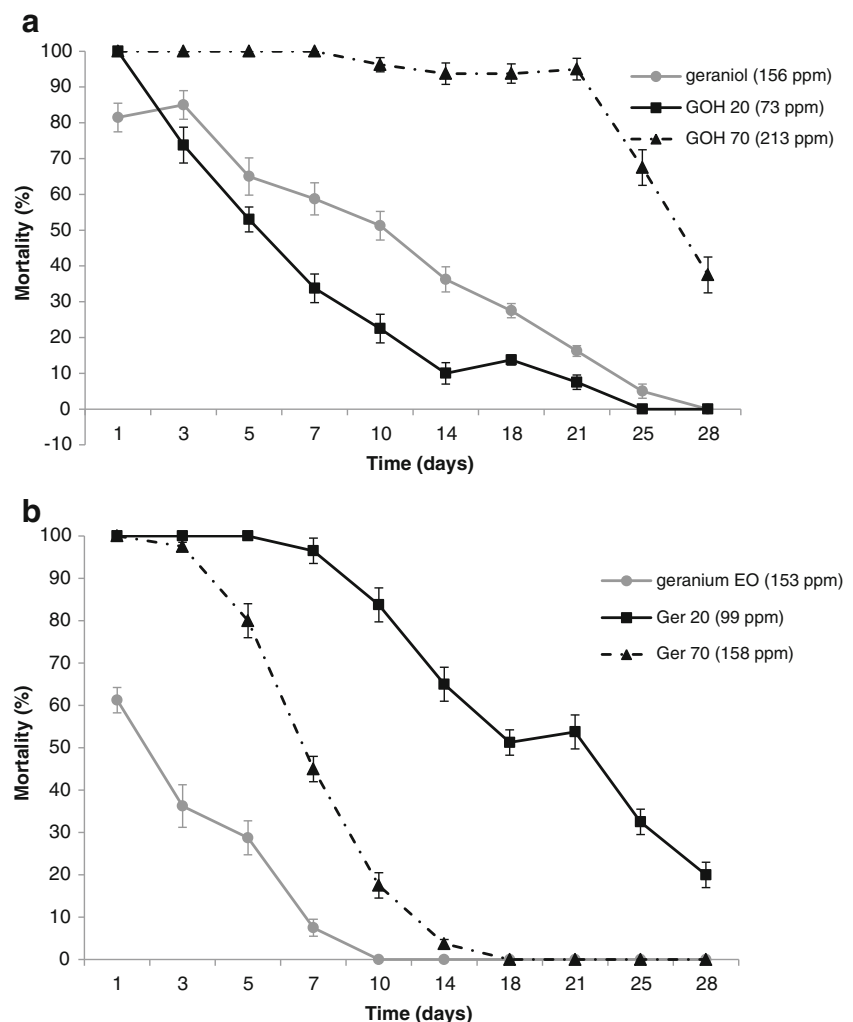 a
100
90
80
70
60
50
40
30
20
10
0
-10
Mortality (%)
geraniol (156 ppm)
GOH 20 (73 ppm)
GOH 70 (213 ppm)
1 3 5 7 10 14 18 21 25 28
Time (days)
b
100
90
80
70
60
50
40
30
20
10
0
Mortality (%)
geranium EO (153 ppm)
Ger 20 (99 ppm)
Ger 70 (158 ppm)
1 3 5 7 10 14 18 21 25 28
Time (days)